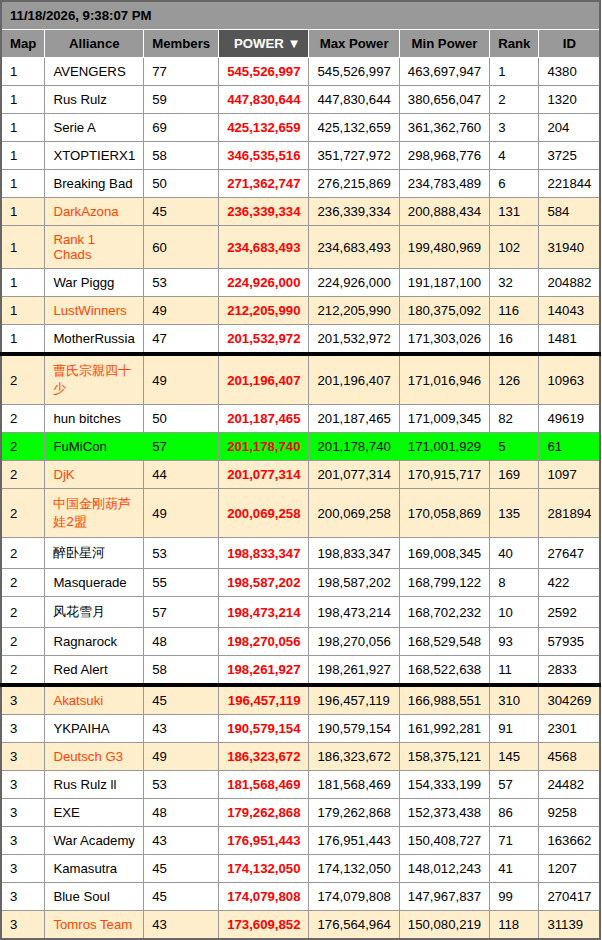 11/18/2026, 9:38:07 PM
Map Alliance Members POWER ▼ Max Power Min Power Rank ID
1 AVENGERS 77 545,526,997 545,526,997 463,697,947 1 4380
1 Rus Rulz 59 447,830,644 447,830,644 380,656,047 2 1320
1 Serie A 69 425,132,659 425,132,659 361,362,760 3 204
1 XTOPTIERX1 58 346,535,516 351,727,972 298,968,776 4 3725
1 Breaking Bad 50 271,362,747 276,215,869 234,783,489 6 221844
1 DarkAzona 45 236,339,334 236,339,334 200,888,434 131 584
1 Rank 1
Chads 60 234,683,493 234,683,493 199,480,969 102 31940
1 War Piggg 53 224,926,000 224,926,000 191,187,100 32 204882
1 LustWinners 49 212,205,990 212,205,990 180,375,092 116 14043
1 MotherRussia 47 201,532,972 201,532,972 171,303,026 16 1481
2 曹氏宗親四十
少 49 201,196,407 201,196,407 171,016,946 126 10963
2 hun bitches 50 201,187,465 201,187,465 171,009,345 82 49619
2 FuMiCon 57 201,178,740 201,178,740 171,001,929 5 61
2 DjK 44 201,077,314 201,077,314 170,915,717 169 1097
2 中国金刚葫芦
娃2盟 49 200,069,258 200,069,258 170,058,869 135 281894
2 醉卧星河 53 198,833,347 198,833,347 169,008,345 40 27647
2 Masquerade 55 198,587,202 198,587,202 168,799,122 8 422
2 风花雪月 57 198,473,214 198,473,214 168,702,232 10 2592
2 Ragnarock 48 198,270,056 198,270,056 168,529,548 93 57935
2 Red Alert 58 198,261,927 198,261,927 168,522,638 11 2833
3 Akatsuki 45 196,457,119 196,457,119 166,988,551 310 304269
3 YKPAIHA 43 190,579,154 190,579,154 161,992,281 91 2301
3 Deutsch G3 49 186,323,672 186,323,672 158,375,121 145 4568
3 Rus Rulz ll 53 181,568,469 181,568,469 154,333,199 57 24482
3 EXE 48 179,262,868 179,262,868 152,373,438 86 9258
3 War Academy 43 176,951,443 176,951,443 150,408,727 71 163662
3 Kamasutra 45 174,132,050 174,132,050 148,012,243 41 1207
3 Blue Soul 45 174,079,808 174,079,808 147,967,837 99 270417
3 Tomros Team 43 173,609,852 176,564,964 150,080,219 118 31139